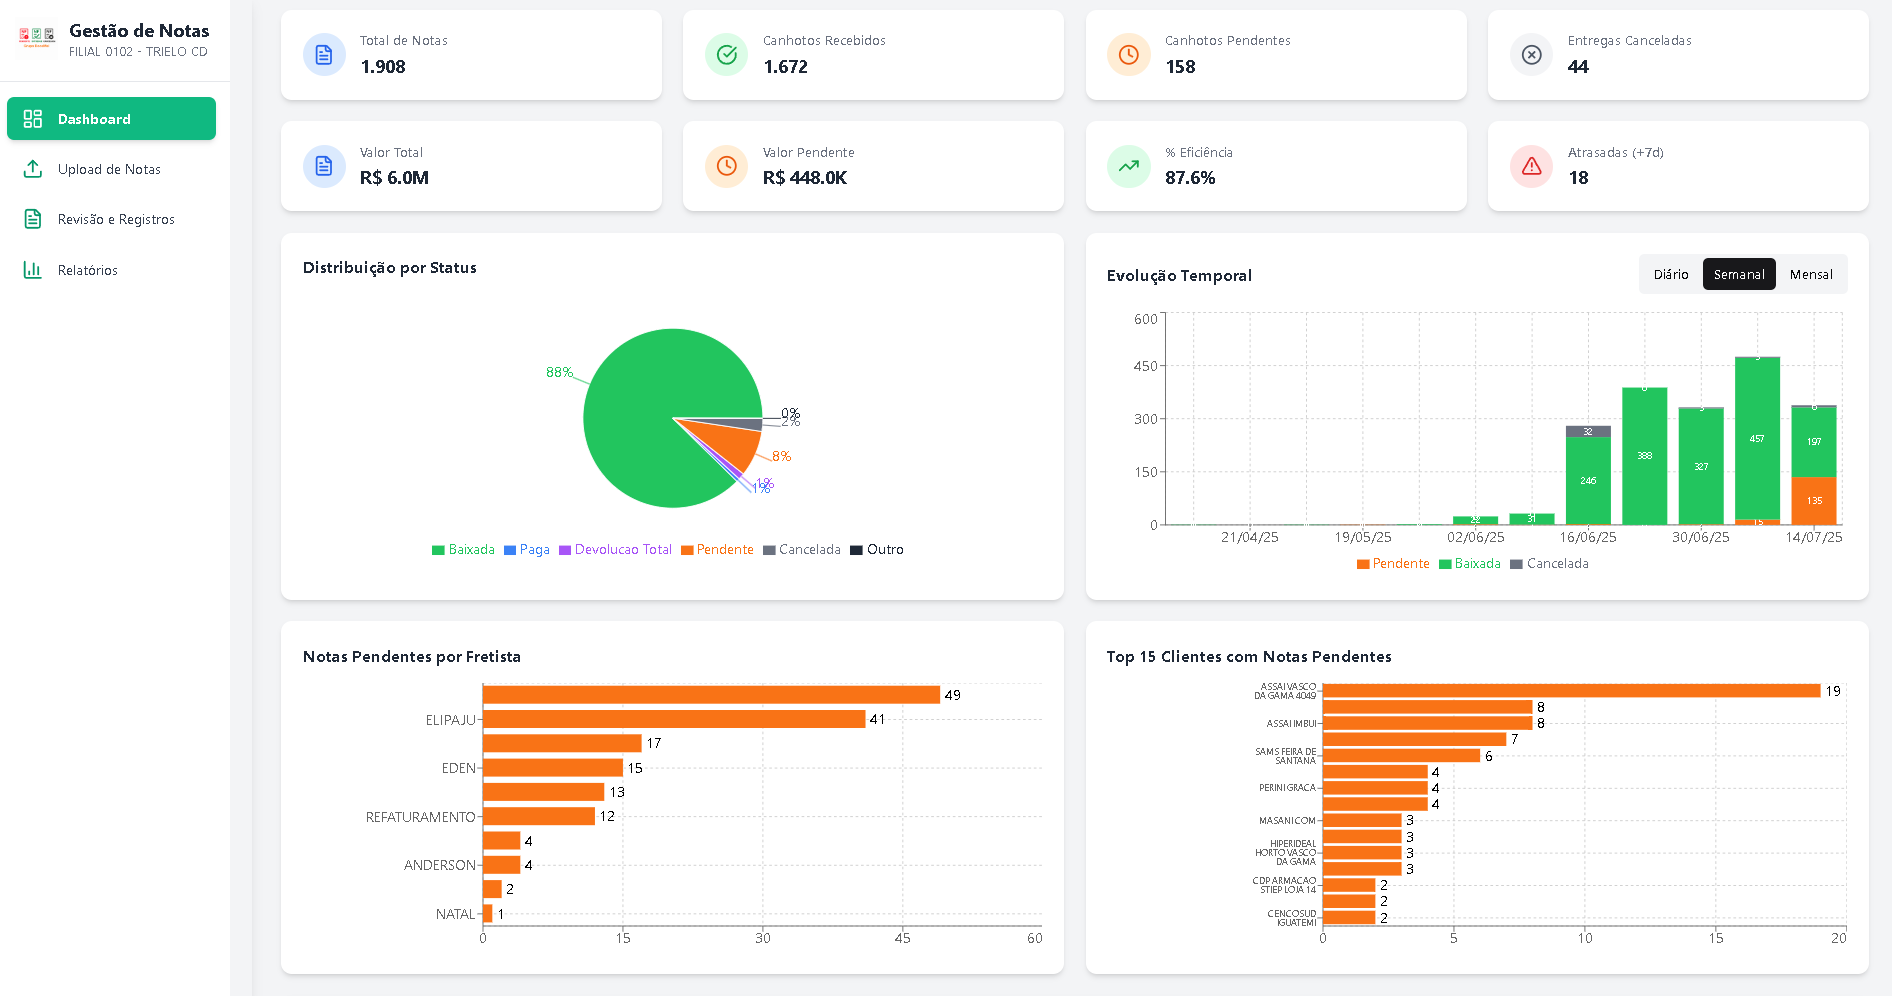 Gestão de Notas
FILIAL 0102 - TRIELO CD
Dashboard
Upload de Notas
Revisão e Registros
Relatórios
Total de Notas
1.908
Canhotos Recebidos
1.672
Canhotos Pendentes
158
Entregas Canceladas
44
Valor Total
R$ 6.0M
Valor Pendente
R$ 448.0K
% Eficiência
87.6%
Atrasadas (+7d)
18
Distribuição por Status
88%
0%
2%
8%
1%
1%
Baixada Paga Devolucao Total Pendente Cancelada Outro
Evolução Temporal
Diário Semanal Mensal
600
450
300
150
0
22
31
32
246
388
3
327
457
15
6
197
135
21/04/25 19/05/25 02/06/25 16/06/25 30/06/25 14/07/25
Pendente Baixada Cancelada
Notas Pendentes por Fretista
49
ELIPAJU 41
17
EDEN 15
13
REFATURAMENTO 12
4
ANDERSON 4
2
NATAL 1
0 15 30 45 60
Top 15 Clientes com Notas Pendentes
ASSAI VASCO
DA GAMA 4049
19
8
ASSAI IMBUI 8
7
SAMS FEIRA DE
SANTANA
6
4
PERINI GRACA 4
4
MASANI COM 3
3
HIPERIDEAL
HORTO VASCO
DA GAMA
3
3
CDP ARMACAO
STIEP LOJA 14
2
2
CENCOSUD
IGUATEMI
2
0 5 10 15 20